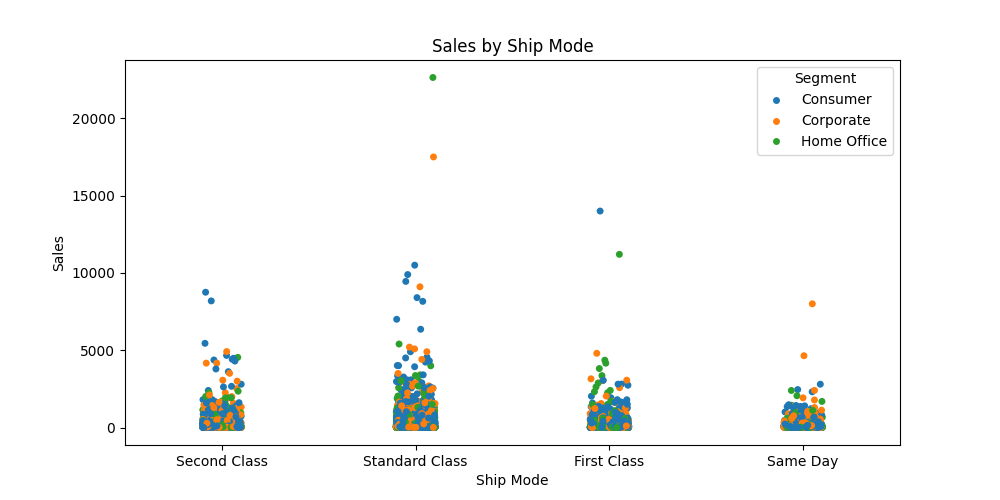 Sales by Ship Mode
Segment
Consumer
Corporate
Home Office
20000
15000
10000
5000
0
Sales
Second Class
Standard Class
First Class
Same Day
Ship Mode